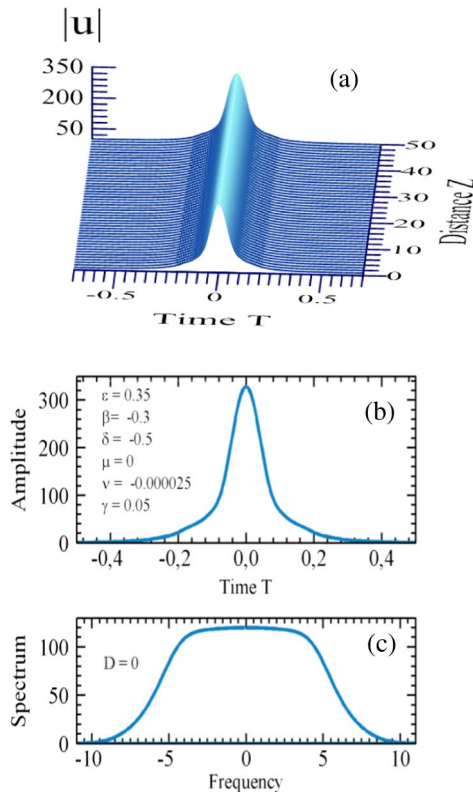 |u|
(a)
350
200
50
50
40
30
20
10
0
Distance Z
-0.5
0
0.5
Time T
(b)
Amplitude
300
200
100
0
ε = 0.35
β= -0.3
δ = -0.5
μ = 0
ν = -0.000025
γ = 0.05
-0,4 -0,2 0,0 0,2 0,4
Time T
(c)
Spectrum
100
50
0
D = 0
-10 -5 0 5 10
Frequency